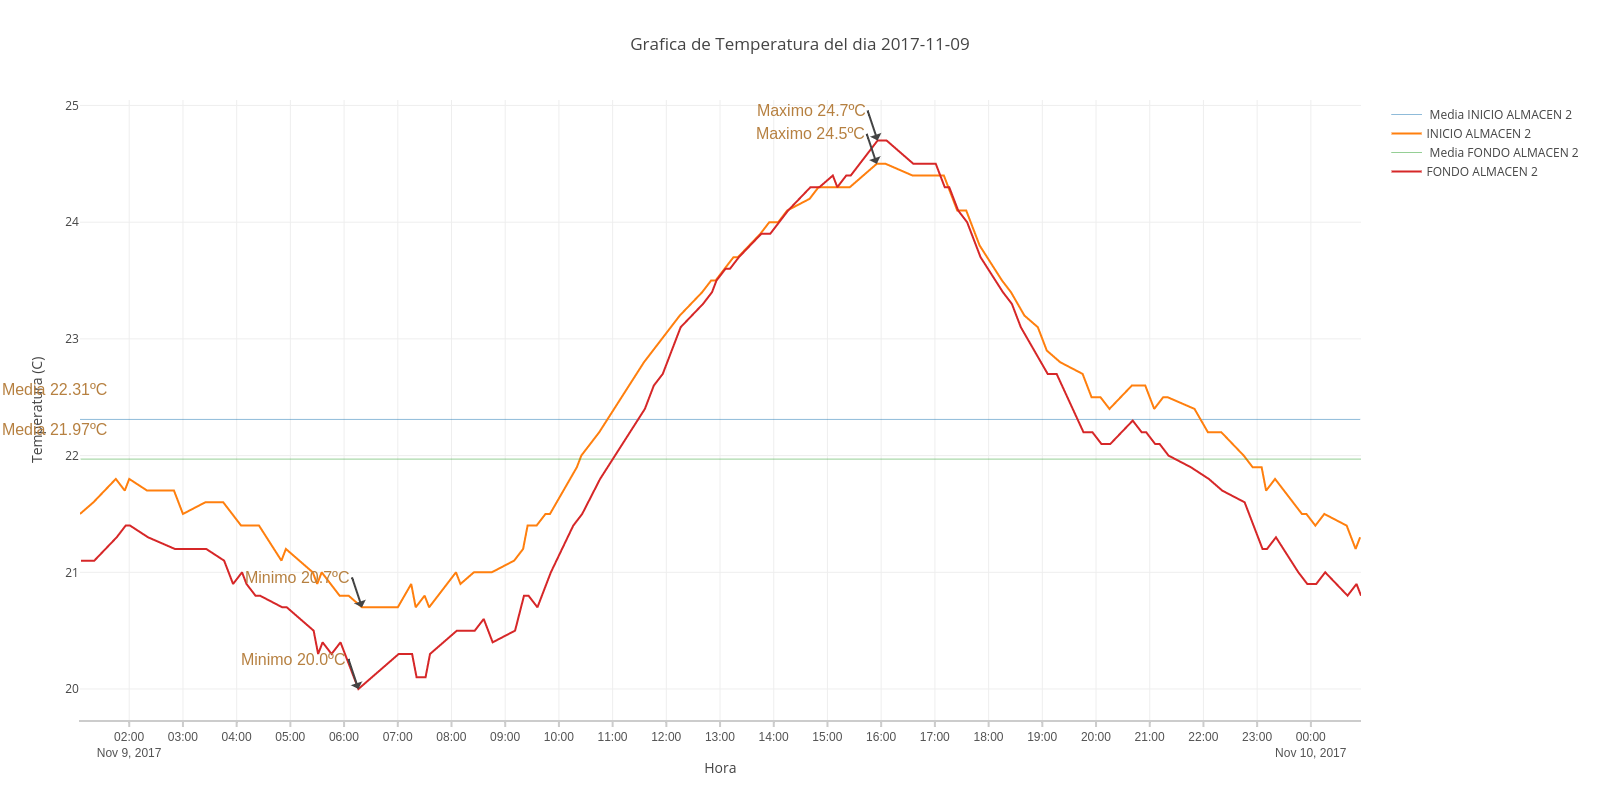 Grafica de Temperatura del dia 2017-11-09
Maximo 24.7ºC
Maximo 24.5ºC
Media INICIO ALMACEN 2
INICIO ALMACEN 2
Media FONDO ALMACEN 2
FONDO ALMACEN 2
25
24
23
22
21
20
Temperatura (C)
Media 22.31ºC
Media 21.97ºC
Minimo 20.7ºC
Minimo 20.0ºC
02:00 03:00 04:00 05:00 06:00 07:00 08:00 09:00 10:00 11:00 12:00 13:00 14:00 15:00 16:00 17:00 18:00 19:00 20:00 21:00 22:00 23:00 00:00
Nov 9, 2017 Nov 10, 2017
Hora